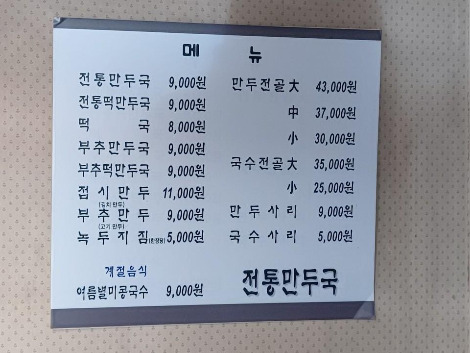 메 뉴
전통만두국 9,000원
전통떡만두국 9,000원
떡 국 8,000원
부추만두국 9,000원
부추떡만두국 9,000원
접시만두 11,000원
(김치만두)
부추만두 9,000원
(고기만두)
녹두지짐 5,000원
계절음식
여름별미콩국수 9,000원
만두전골大 43,000원
中 37,000원
小 30,000원
국수전골大 35,000원
小 25,000원
만두사리 9,000원
국수사리 5,000원
전통만두국